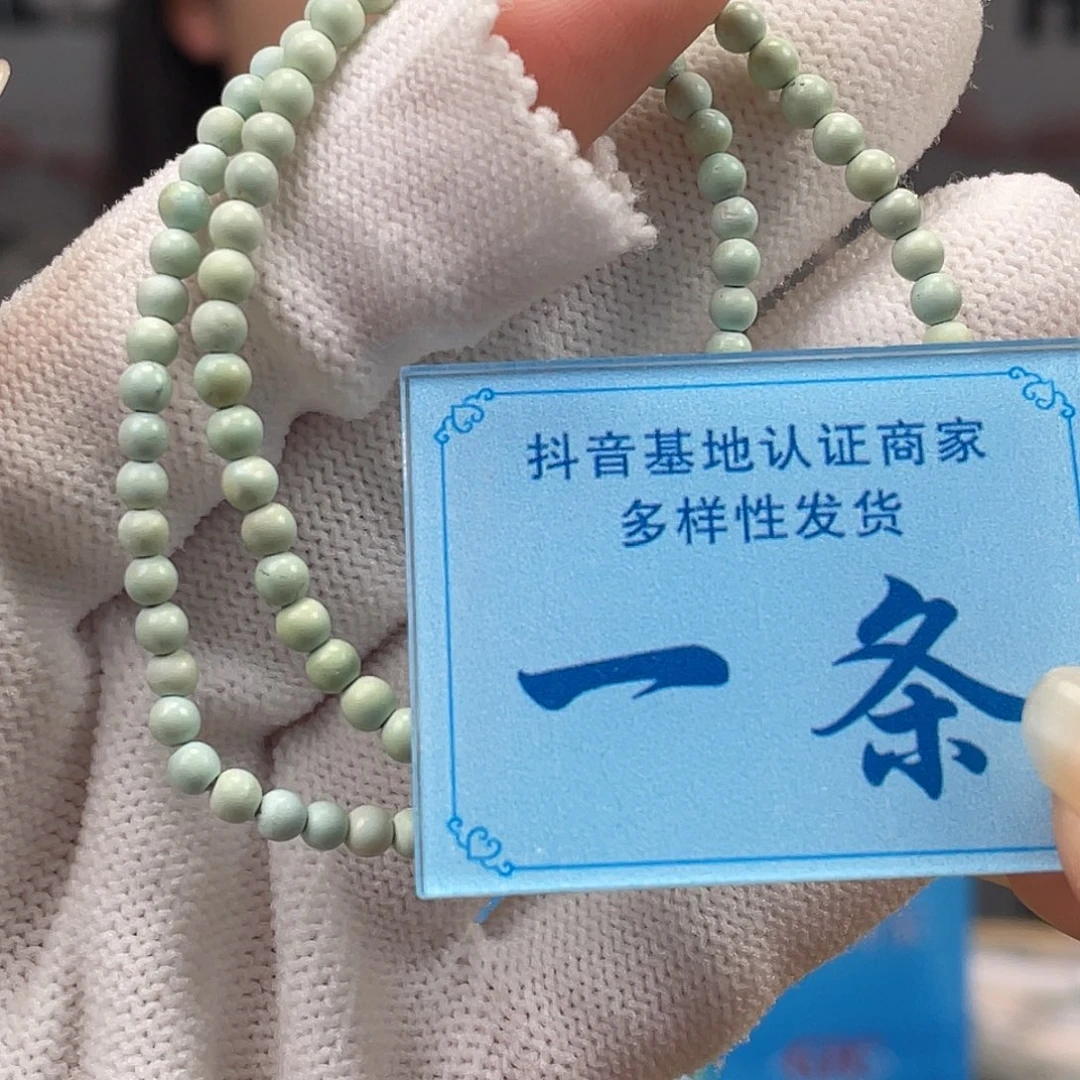 抖音基地认证商家
多样性发货
一条